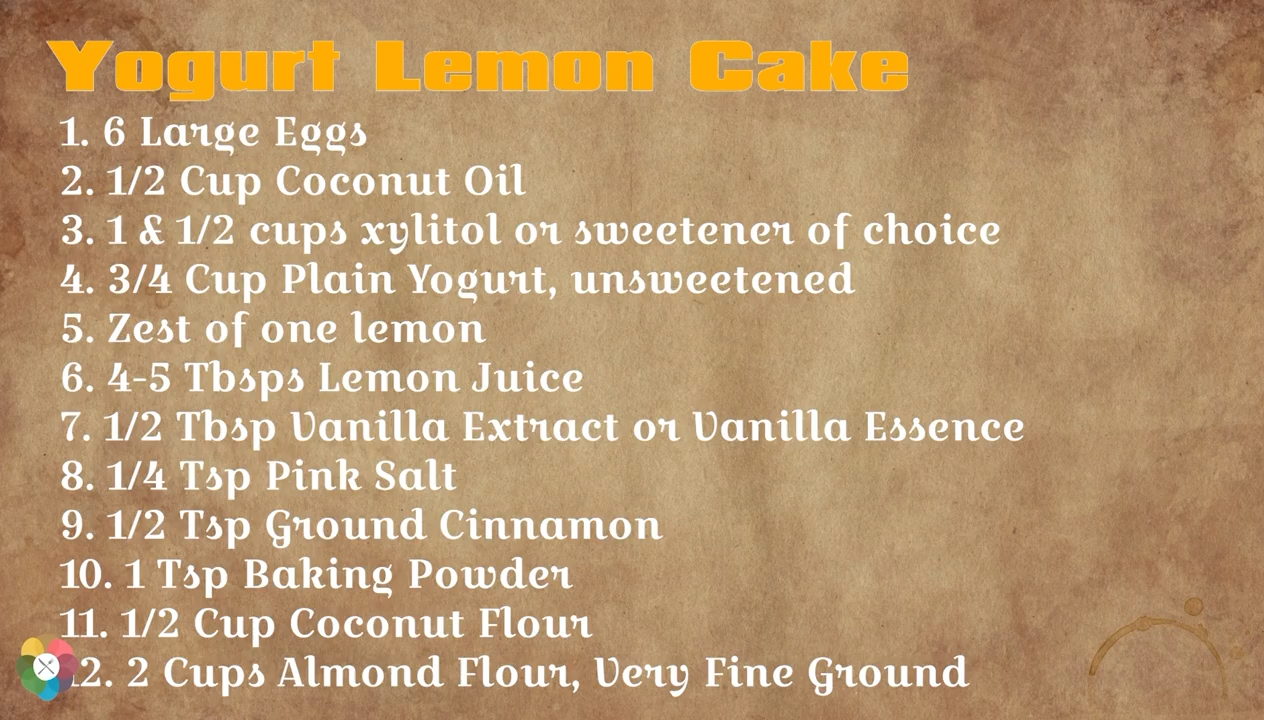 Yogurt Lemon Cake
1. 6 Large Eggs
2. 1/2 Cup Coconut Oil
3. 1 & 1/2 cups xylitol or sweetener of choice
4. 3/4 Cup Plain Yogurt, unsweetened
5. Zest of one lemon
6. 4-5 Tbsps Lemon Juice
7. 1/2 Tbsp Vanilla Extract or Vanilla Essence
8. 1/4 Tsp Pink Salt
9. 1/2 Tsp Ground Cinnamon
10. 1 Tsp Baking Powder
11. 1/2 Cup Coconut Flour
12. 2 Cups Almond Flour, Very Fine Ground